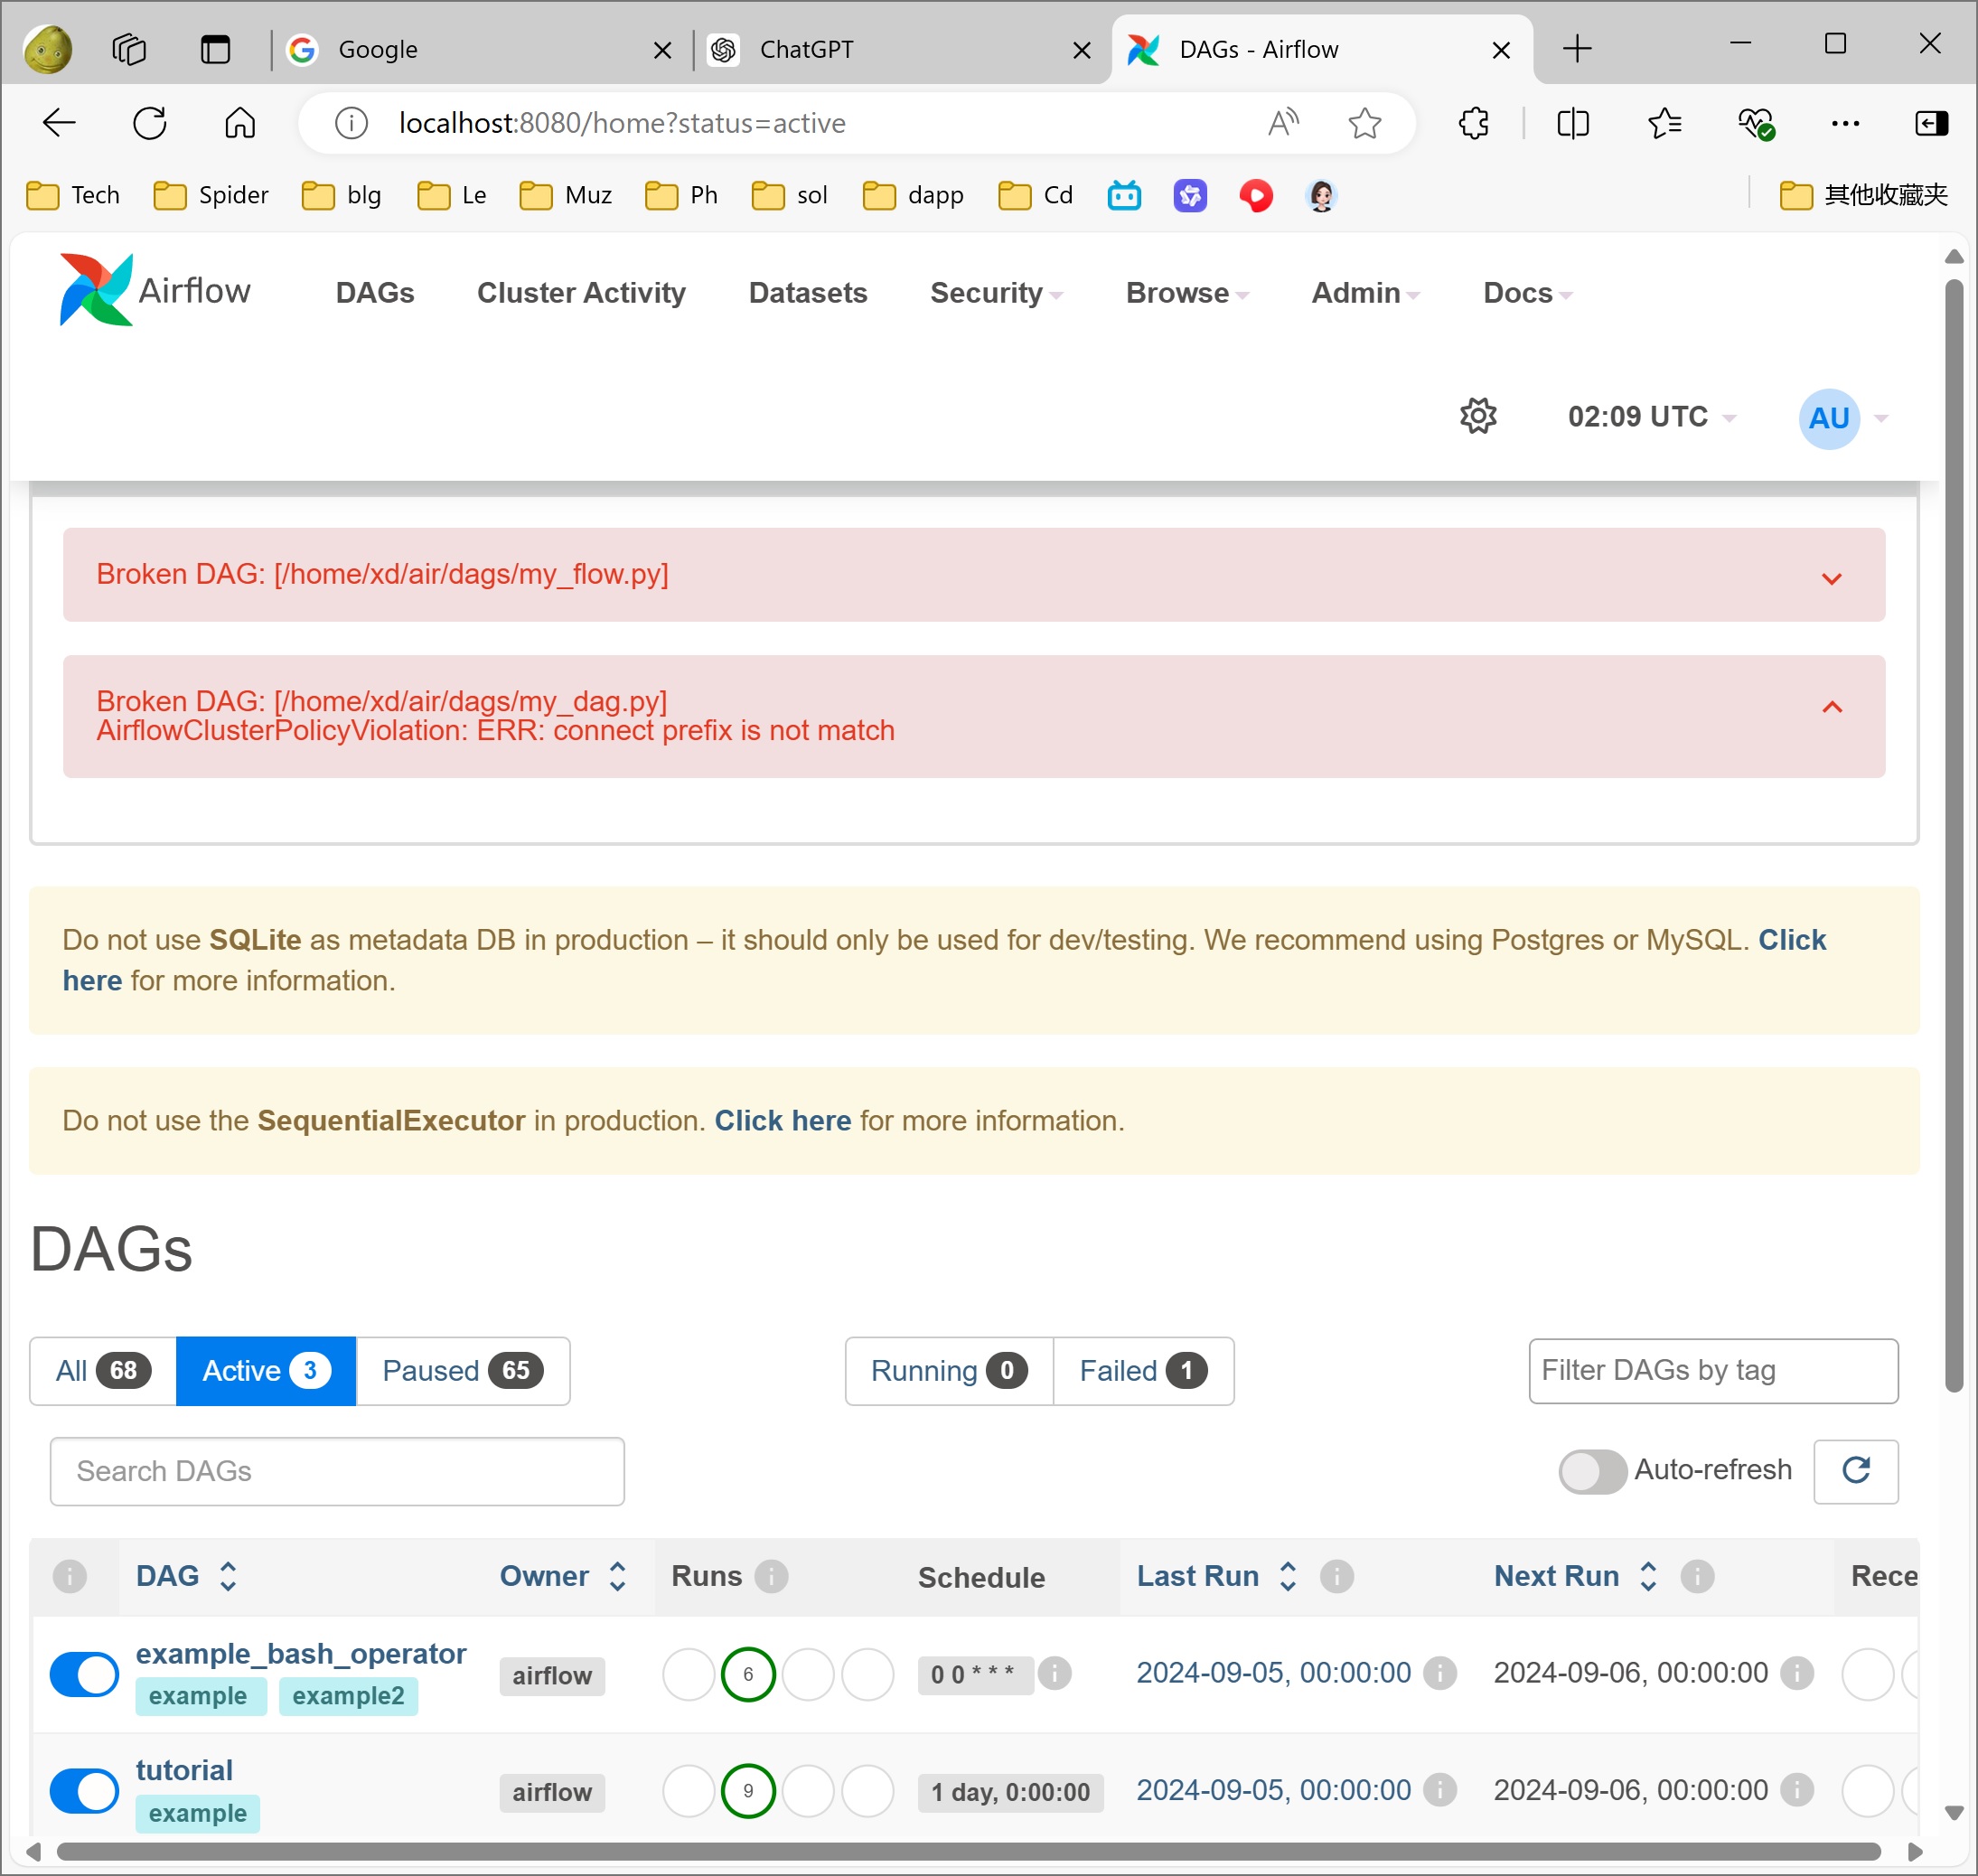 Google
ChatGPT
DAGs - Airflow
localhost:8080/home?status=active
Tech
Spider
blg
Le
Muz
Ph
sol
dapp
Cd
其他收藏夹
Airflow
DAGs
Cluster Activity
Datasets
Security
Browse
Admin
Docs
02:09 UTC
AU
Broken DAG: [/home/xd/air/dags/my_flow.py]
Broken DAG: [/home/xd/air/dags/my_dag.py]
AirflowClusterPolicyViolation: ERR: connect prefix is not match
Do not use SQLite as metadata DB in production – it should only be used for dev/testing. We recommend using Postgres or MySQL. Click
here for more information.
Do not use the SequentialExecutor in production. Click here for more information.
DAGs
All 68
Active 3
Paused 65
Running 0
Failed 1
Filter DAGs by tag
Search DAGs
Auto-refresh
DAG
Owner
Runs
Schedule
Last Run
Next Run
Rece
example_bash_operator
example
example2
airflow
6
0 0 * * *
2024-09-05, 00:00:00
2024-09-06, 00:00:00
tutorial
example
airflow
9
1 day, 0:00:00
2024-09-05, 00:00:00
2024-09-06, 00:00:00